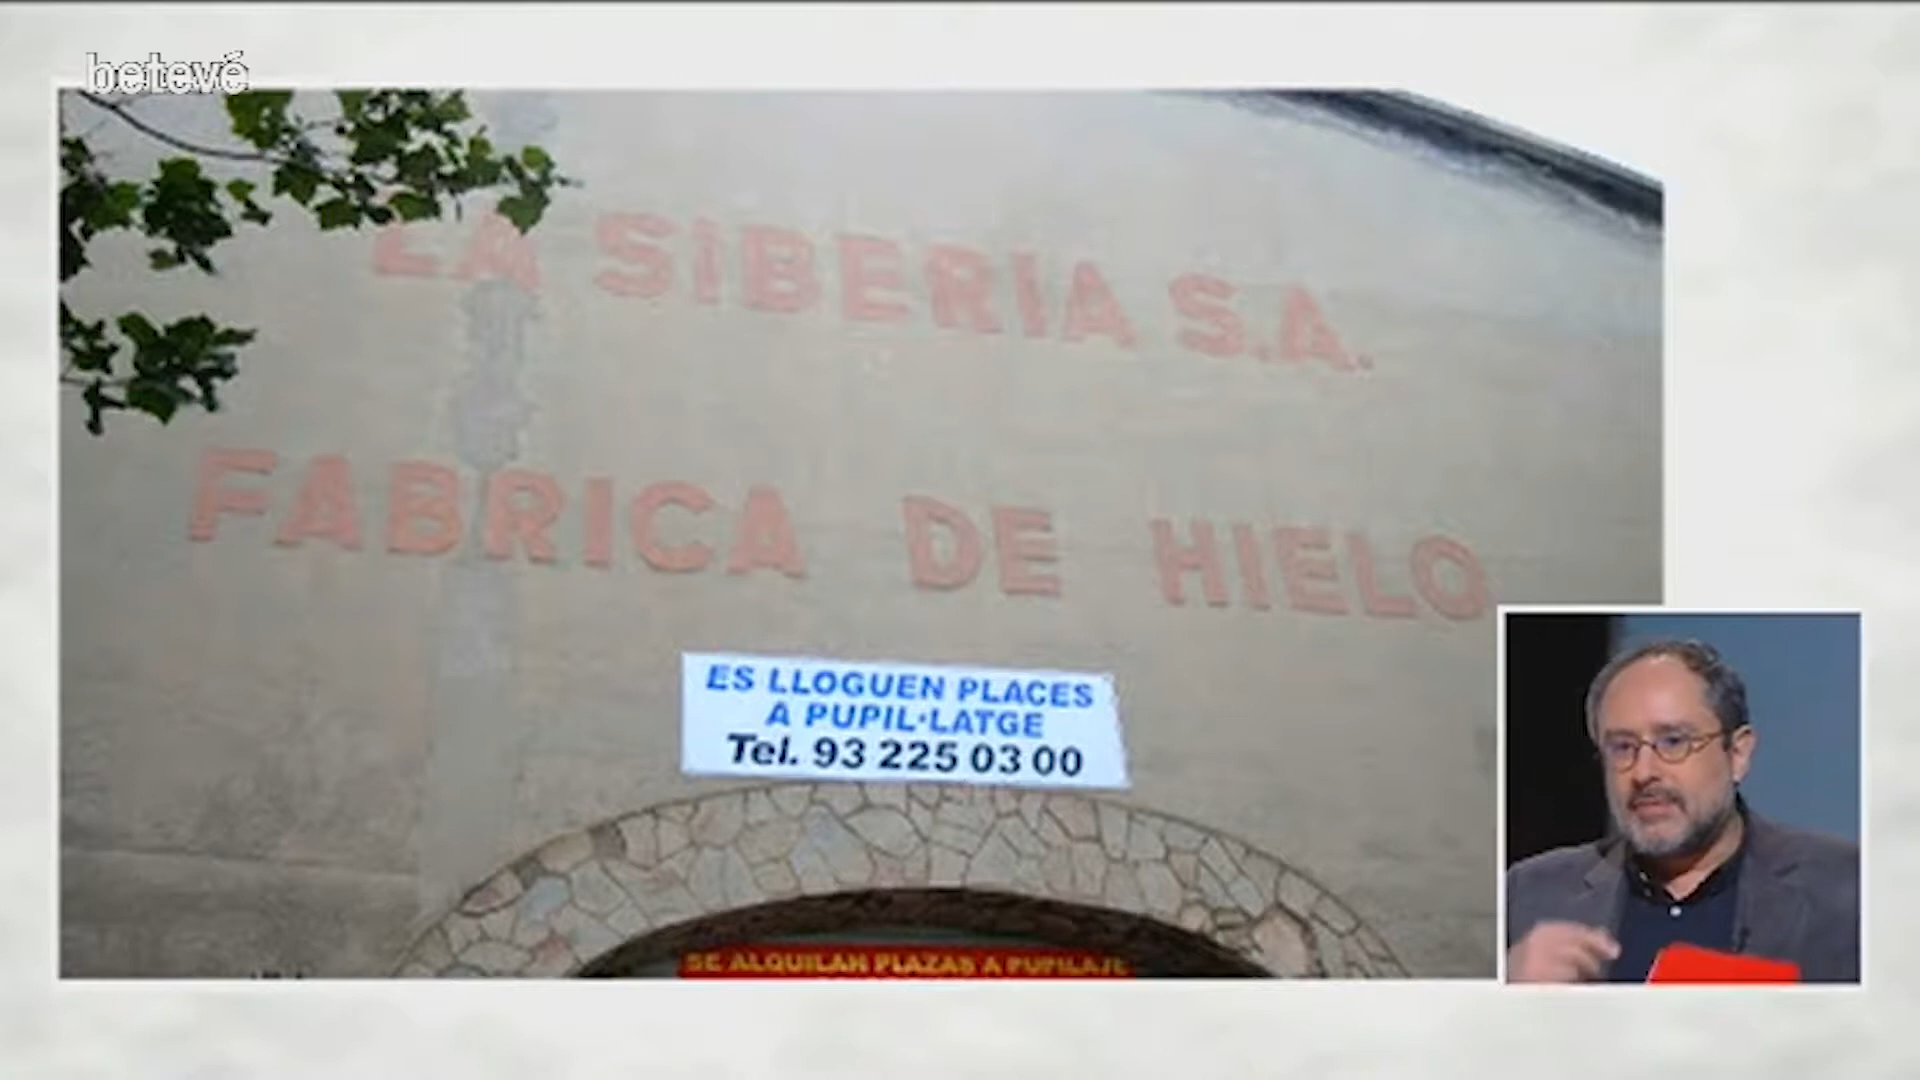 betevé
LA SIBERIA S.A.
FABRICA DE HIELO
ES LLOGUEN PLACES
A PUPIL·LATGE
Tel. 93 225 03 00
SE ALQUILAN PLAZAS A PUPILAJE